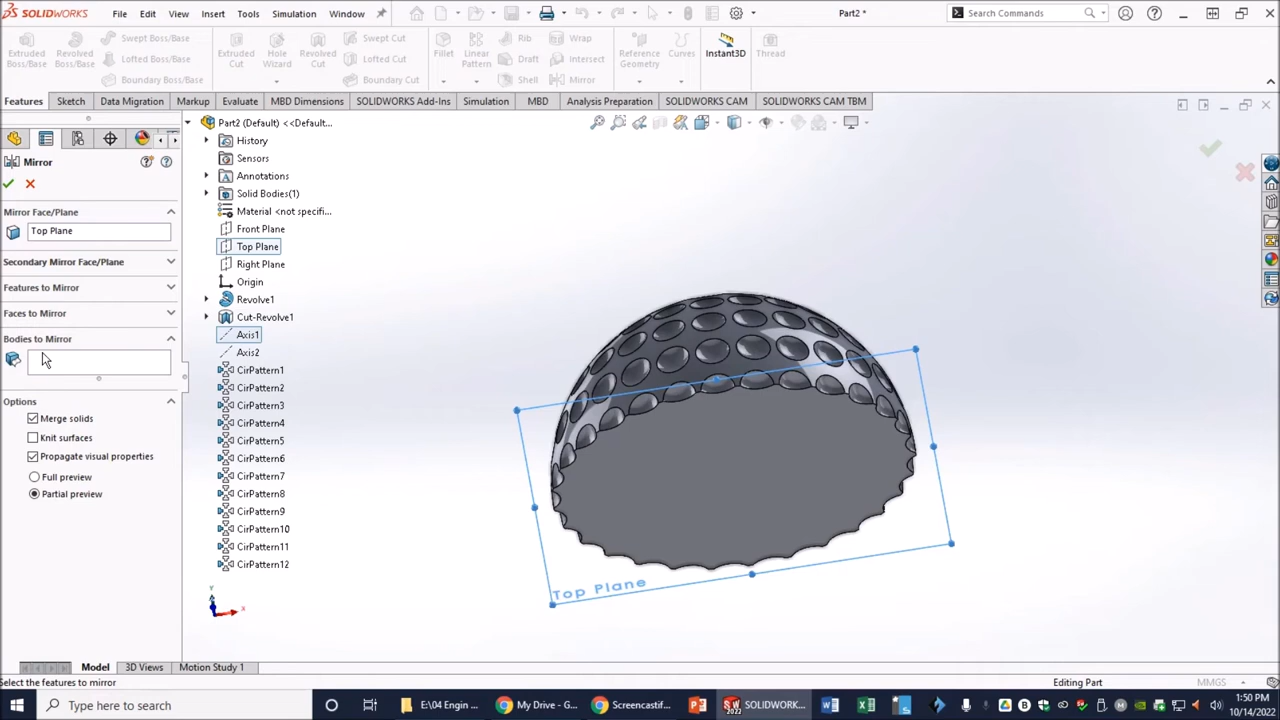 SOLIDWORKS File Edit View Insert Tools Simulation Window Part2 * Search Commands
Extruded Boss/Base Revolved Boss/Base Swept Boss/Base Lofted Boss/Base Boundary Boss/Base Extruded Cut Hole Wizard Revolved Cut Swept Cut Lofted Cut Boundary Cut Fillet Linear Pattern Rib Draft Shell Wrap Intersect Mirror Reference Geometry Curves Instant3D Thread
Features Sketch Data Migration Markup Evaluate MBD Dimensions SOLIDWORKS Add-Ins Simulation MBD Analysis Preparation SOLIDWORKS CAM SOLIDWORKS CAM TBM
Mirror
Mirror Face/Plane
Top Plane
Secondary Mirror Face/Plane
Features to Mirror
Faces to Mirror
Bodies to Mirror
Options
Merge solids
Knit surfaces
Propagate visual properties
Full preview
Partial preview
Part2 (Default) <<Default...
History
Sensors
Annotations
Solid Bodies(1)
Material <not specifi...
Front Plane
Top Plane
Right Plane
Origin
Revolve1
Cut-Revolve1
Axis1
Axis2
CirPattern1
CirPattern2
CirPattern3
CirPattern4
CirPattern5
CirPattern6
CirPattern7
CirPattern8
CirPattern9
CirPattern10
CirPattern11
CirPattern12
Top Plane
Y
X
Model 3D Views Motion Study 1
Select the features to mirror Editing Part MMGS
Type here to search E:\04 Engin ... My Drive - G... Screencastif... SOLIDWORK... 1:50 PM
10/14/2022